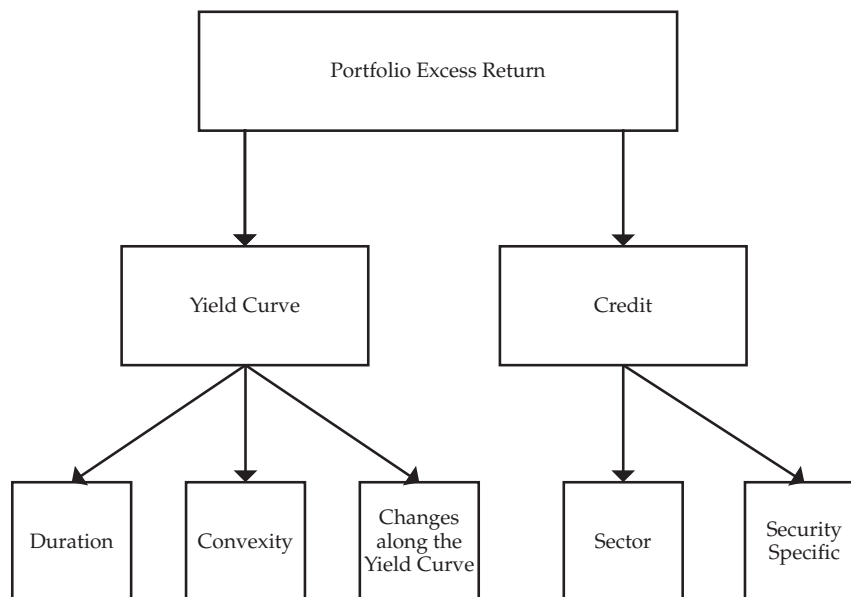 Portfolio Excess Return
Yield Curve
Credit
Duration
Convexity
Changes
along the
Yield Curve
Sector
Security
Specific